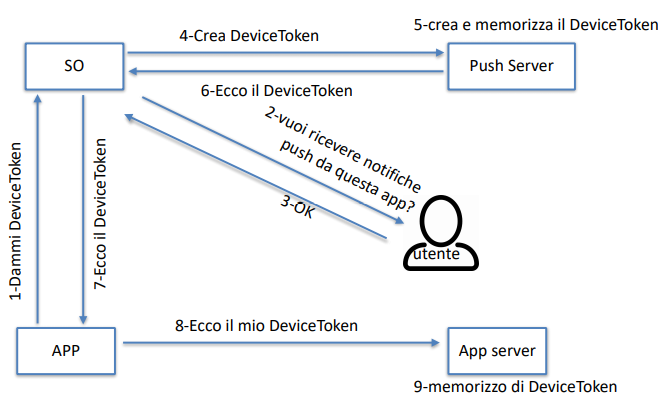 4-Crea DeviceToken
5-crea e memorizza il DeviceToken
SO
Push Server
6-Ecco il DeviceToken
2-vuoi ricevere notifiche
push da questa app?
3-OK
1-Dammi DeviceToken
7-Ecco il DeviceToken
utente
8-Ecco il mio DeviceToken
APP
App server
9-memorizzo di DeviceToken